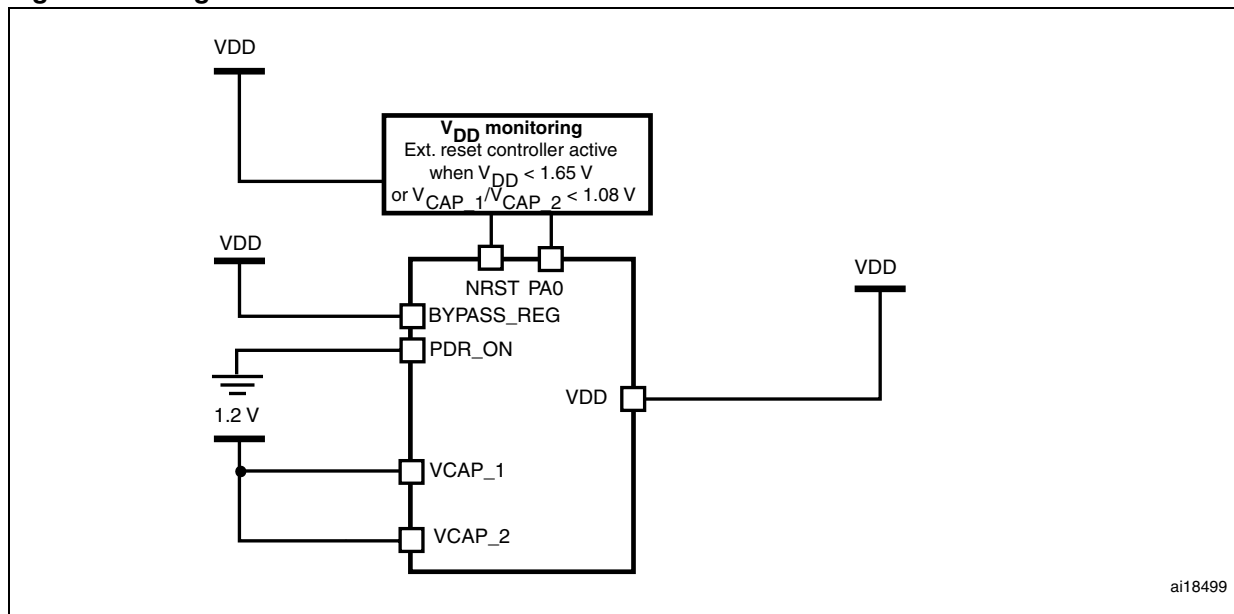 VDD
VDD monitoring
Ext. reset controller active
when VDD < 1.65 V
or VCAP_1/VCAP_2 < 1.08 V
VDD
NRST PA0
VDD
BYPASS_REG
PDR_ON
VDD
1.2 V
VCAP_1
VCAP_2
ai18499